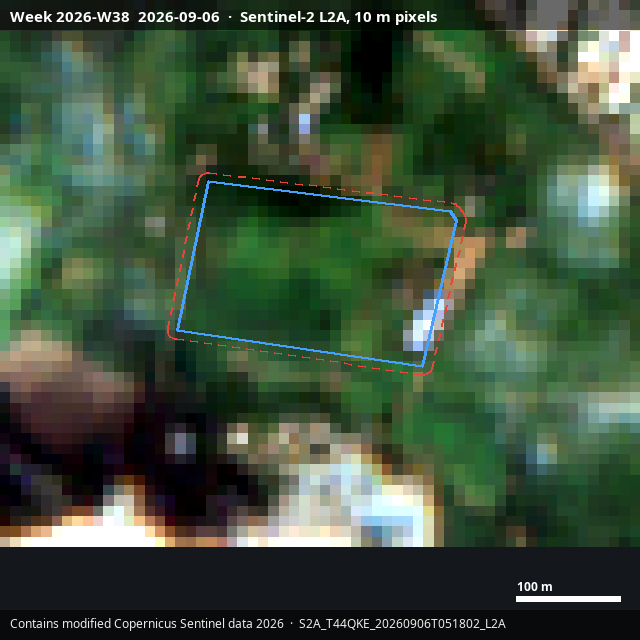 Week 2026-W38 2026-09-06 · Sentinel-2 L2A, 10 m pixels
100 m
Contains modified Copernicus Sentinel data 2026 · S2A_T44QKE_20260906T051802_L2A